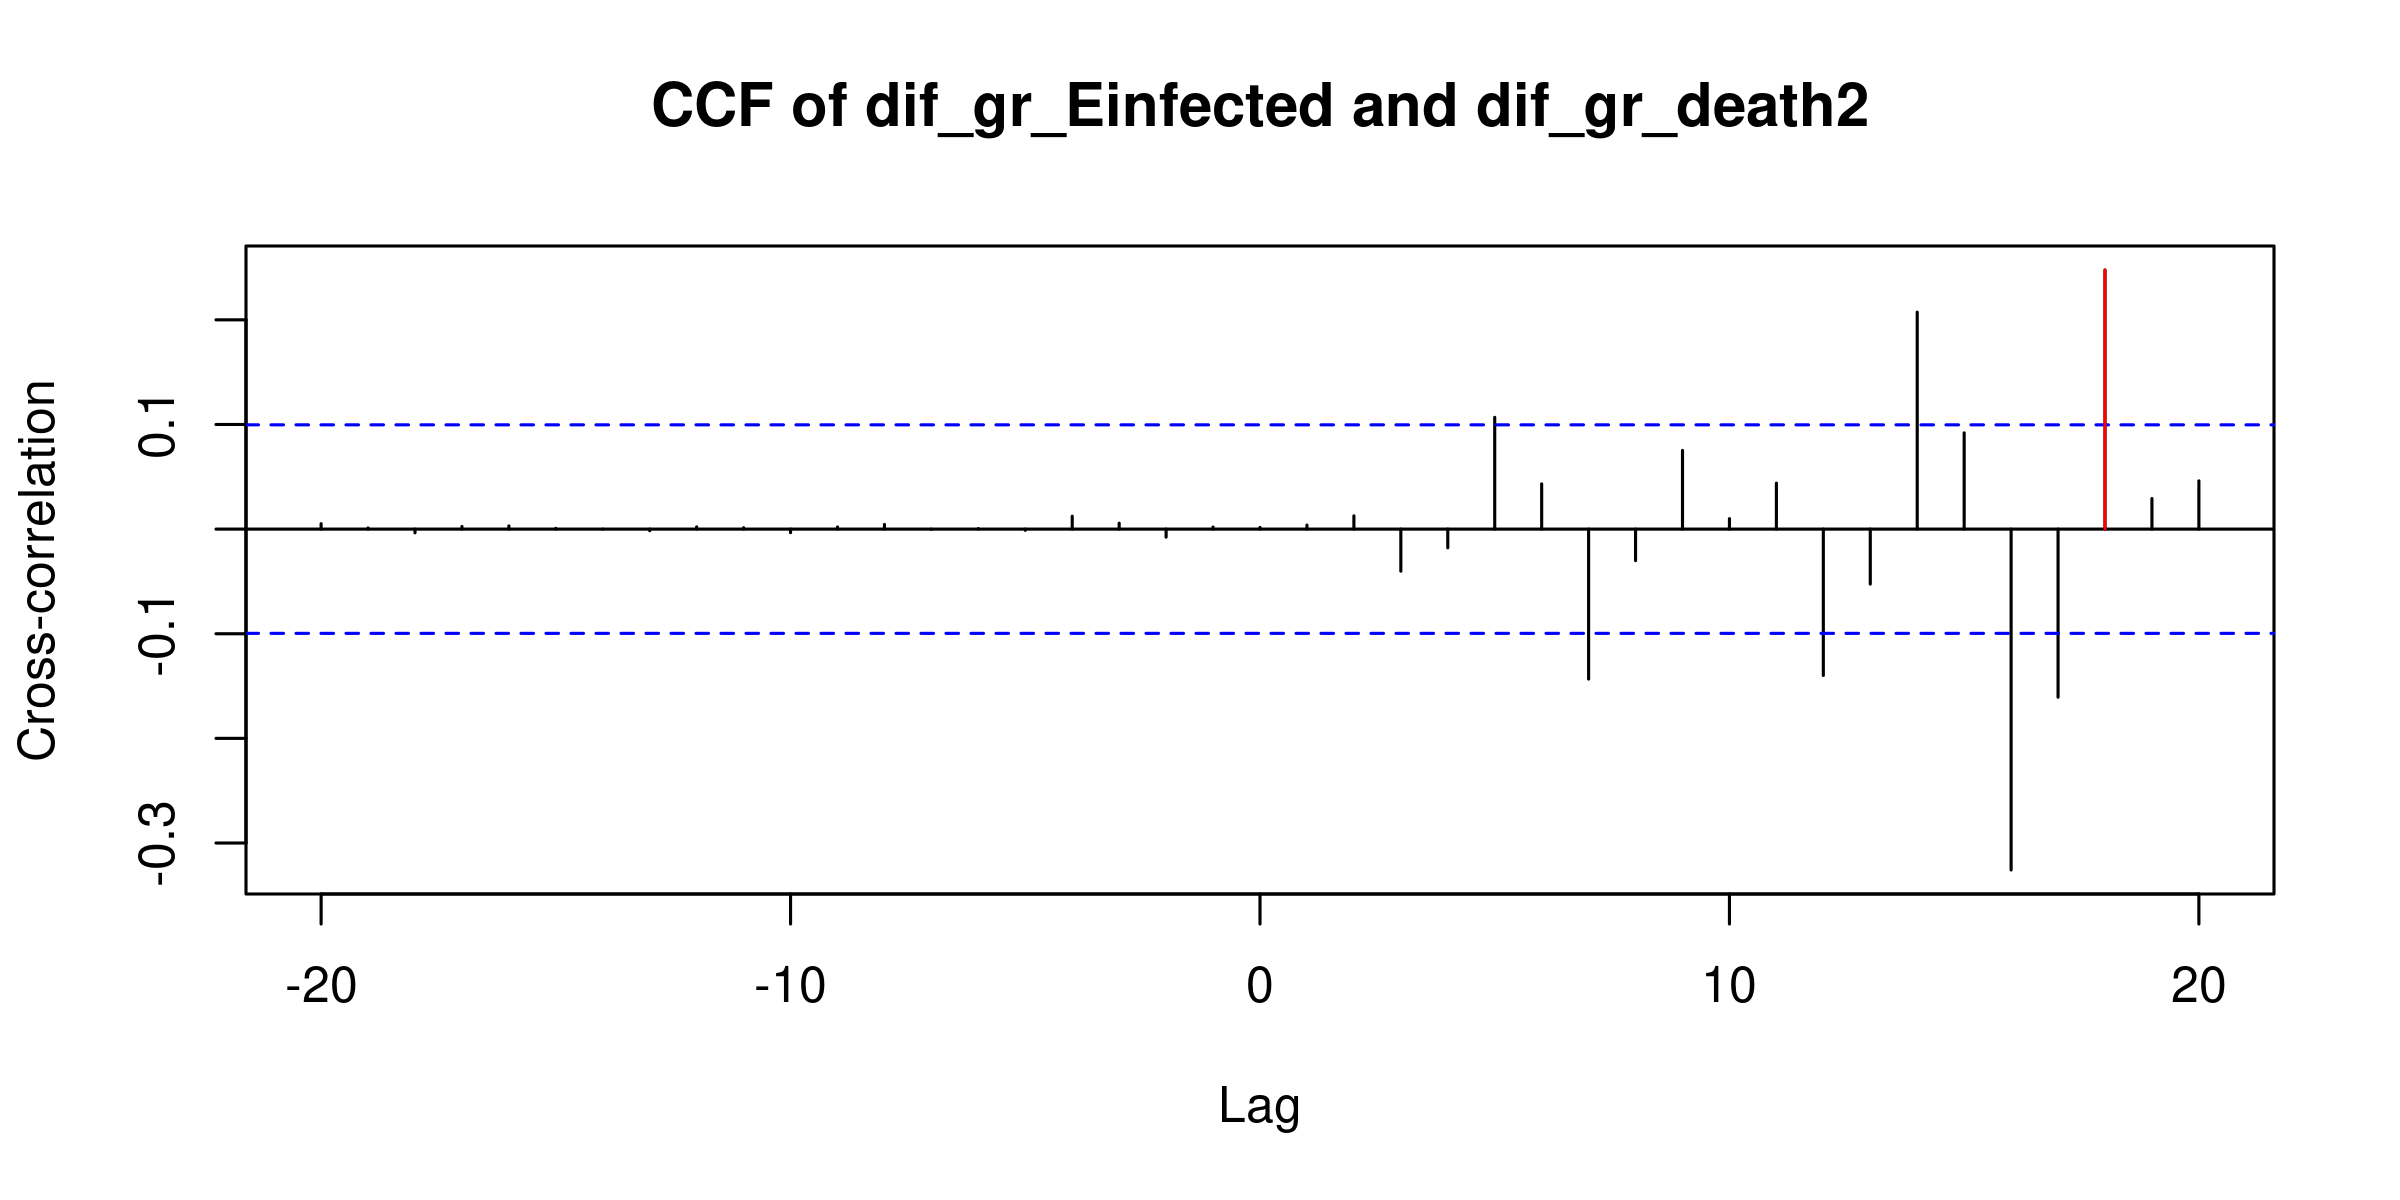 CCF of dif_gr_Einfected and dif_gr_death2
Cross-correlation
0.1
-0.1
-0.3
-20 -10 0 10 20
Lag